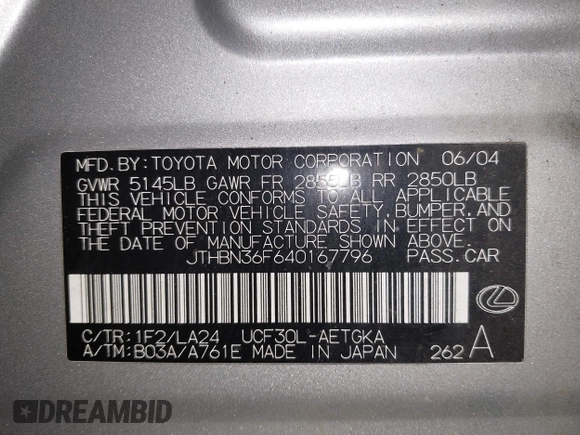 MFD. BY: TOYOTA MOTOR CORPORATION 06/04
GVWR 5145LB GAWR FR 2855LB RR 2850LB
THIS VEHICLE CONFORMS TO ALL APPLICABLE
FEDERAL MOTOR VEHICLE SAFETY, BUMPER, AND
THEFT PREVENTION STANDARDS IN EFFECT ON
THE DATE OF MANUFACTURE SHOWN ABOVE.
JTHBN36F640167796 PASS. CAR
C/TR: 1F2/LA24 UCF30L-AETGKA
A/TM: B03A/A761E MADE IN JAPAN 262 A
DREAMBID